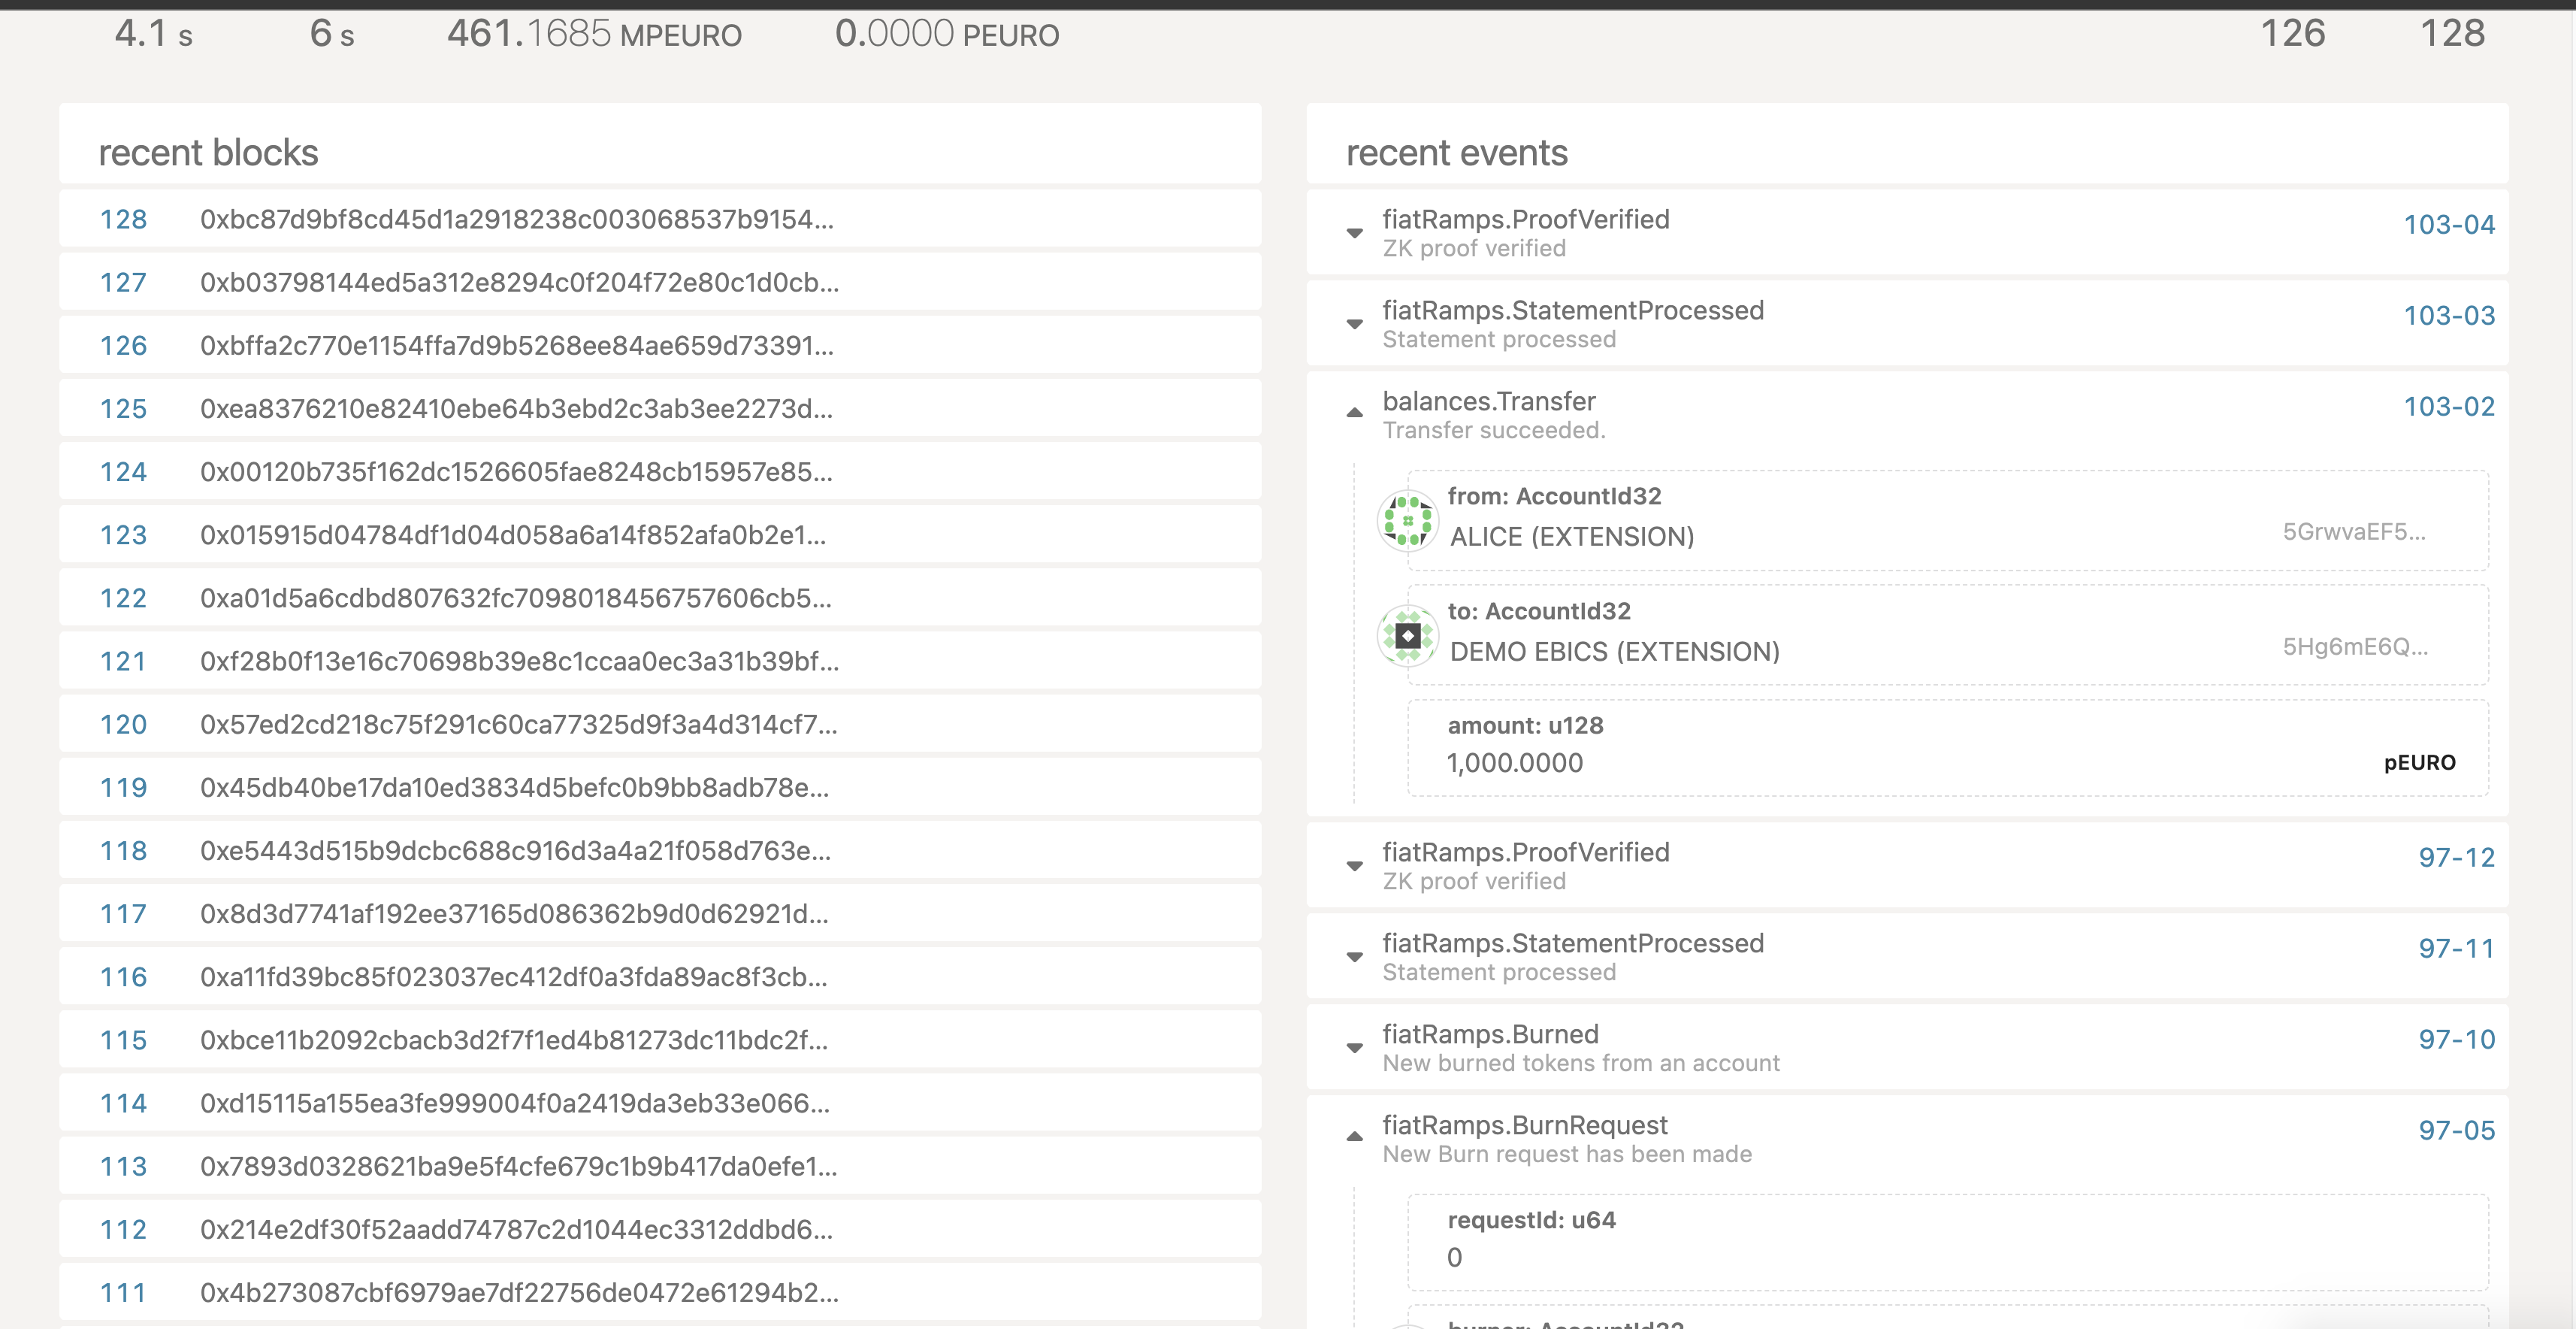 4.1 s 6 s 461.1685 MPEURO 0.0000 PEURO 126 128
recent blocks
128 0xbc87d9bf8cd45d1a2918238c003068537b9154...
127 0xb03798144ed5a312e8294c0f204f72e80c1d0cb...
126 0xbffa2c770e1154ffa7d9b5268ee84ae659d73391...
125 0xea8376210e82410ebe64b3ebd2c3ab3ee2273d...
124 0x00120b735f162dc1526605fae8248cb15957e85...
123 0x015915d04784df1d04d058a6a14f852afa0b2e1...
122 0xa01d5a6cdbd807632fc7098018456757606cb5...
121 0xf28b0f13e16c70698b39e8c1ccaa0ec3a31b39bf...
120 0x57ed2cd218c75f291c60ca77325d9f3a4d314cf7...
119 0x45db40be17da10ed3834d5befc0b9bb8adb78e...
118 0xe5443d515b9dcbc688c916d3a4a21f058d763e...
117 0x8d3d7741af192ee37165d086362b9d0d62921d...
116 0xa11fd39bc85f023037ec412df0a3fda89ac8f3cb...
115 0xbce11b2092cbacb3d2f7f1ed4b81273dc11bdc2f...
114 0xd15115a155ea3fe999004f0a2419da3eb33e066...
113 0x7893d0328621ba9e5f4cfe679c1b9b417da0efe1...
112 0x214e2df30f52aadd74787c2d1044ec3312ddbd6...
111 0x4b273087cbf6979ae7df22756de0472e61294b2...
recent events
fiatRamps.ProofVerified 103-04
ZK proof verified
fiatRamps.StatementProcessed 103-03
Statement processed
balances.Transfer 103-02
Transfer succeeded.
from: AccountId32
ALICE (EXTENSION) 5GrwvaEF5...
to: AccountId32
DEMO EBICS (EXTENSION) 5Hg6mE6Q...
amount: u128
1,000.0000 pEURO
fiatRamps.ProofVerified 97-12
ZK proof verified
fiatRamps.StatementProcessed 97-11
Statement processed
fiatRamps.Burned 97-10
New burned tokens from an account
fiatRamps.BurnRequest 97-05
New Burn request has been made
requestId: u64
0
burner: AccountId32